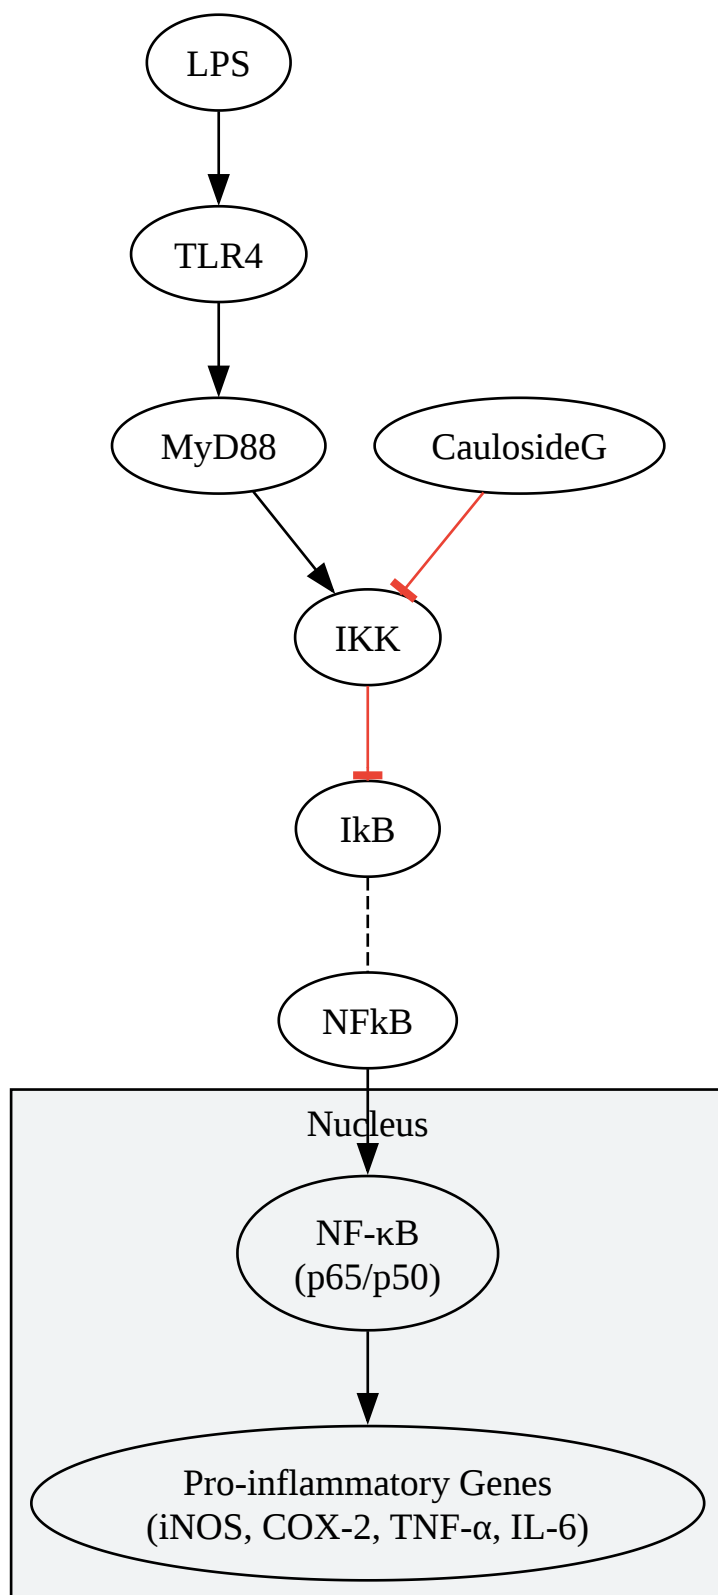 LPS
TLR4
MyD88
CaulosideG
IKK
IkB
NFkB
Nucleus
NF-κB
(p65/p50)
Pro-inflammatory Genes
(iNOS, COX-2, TNF-α, IL-6)